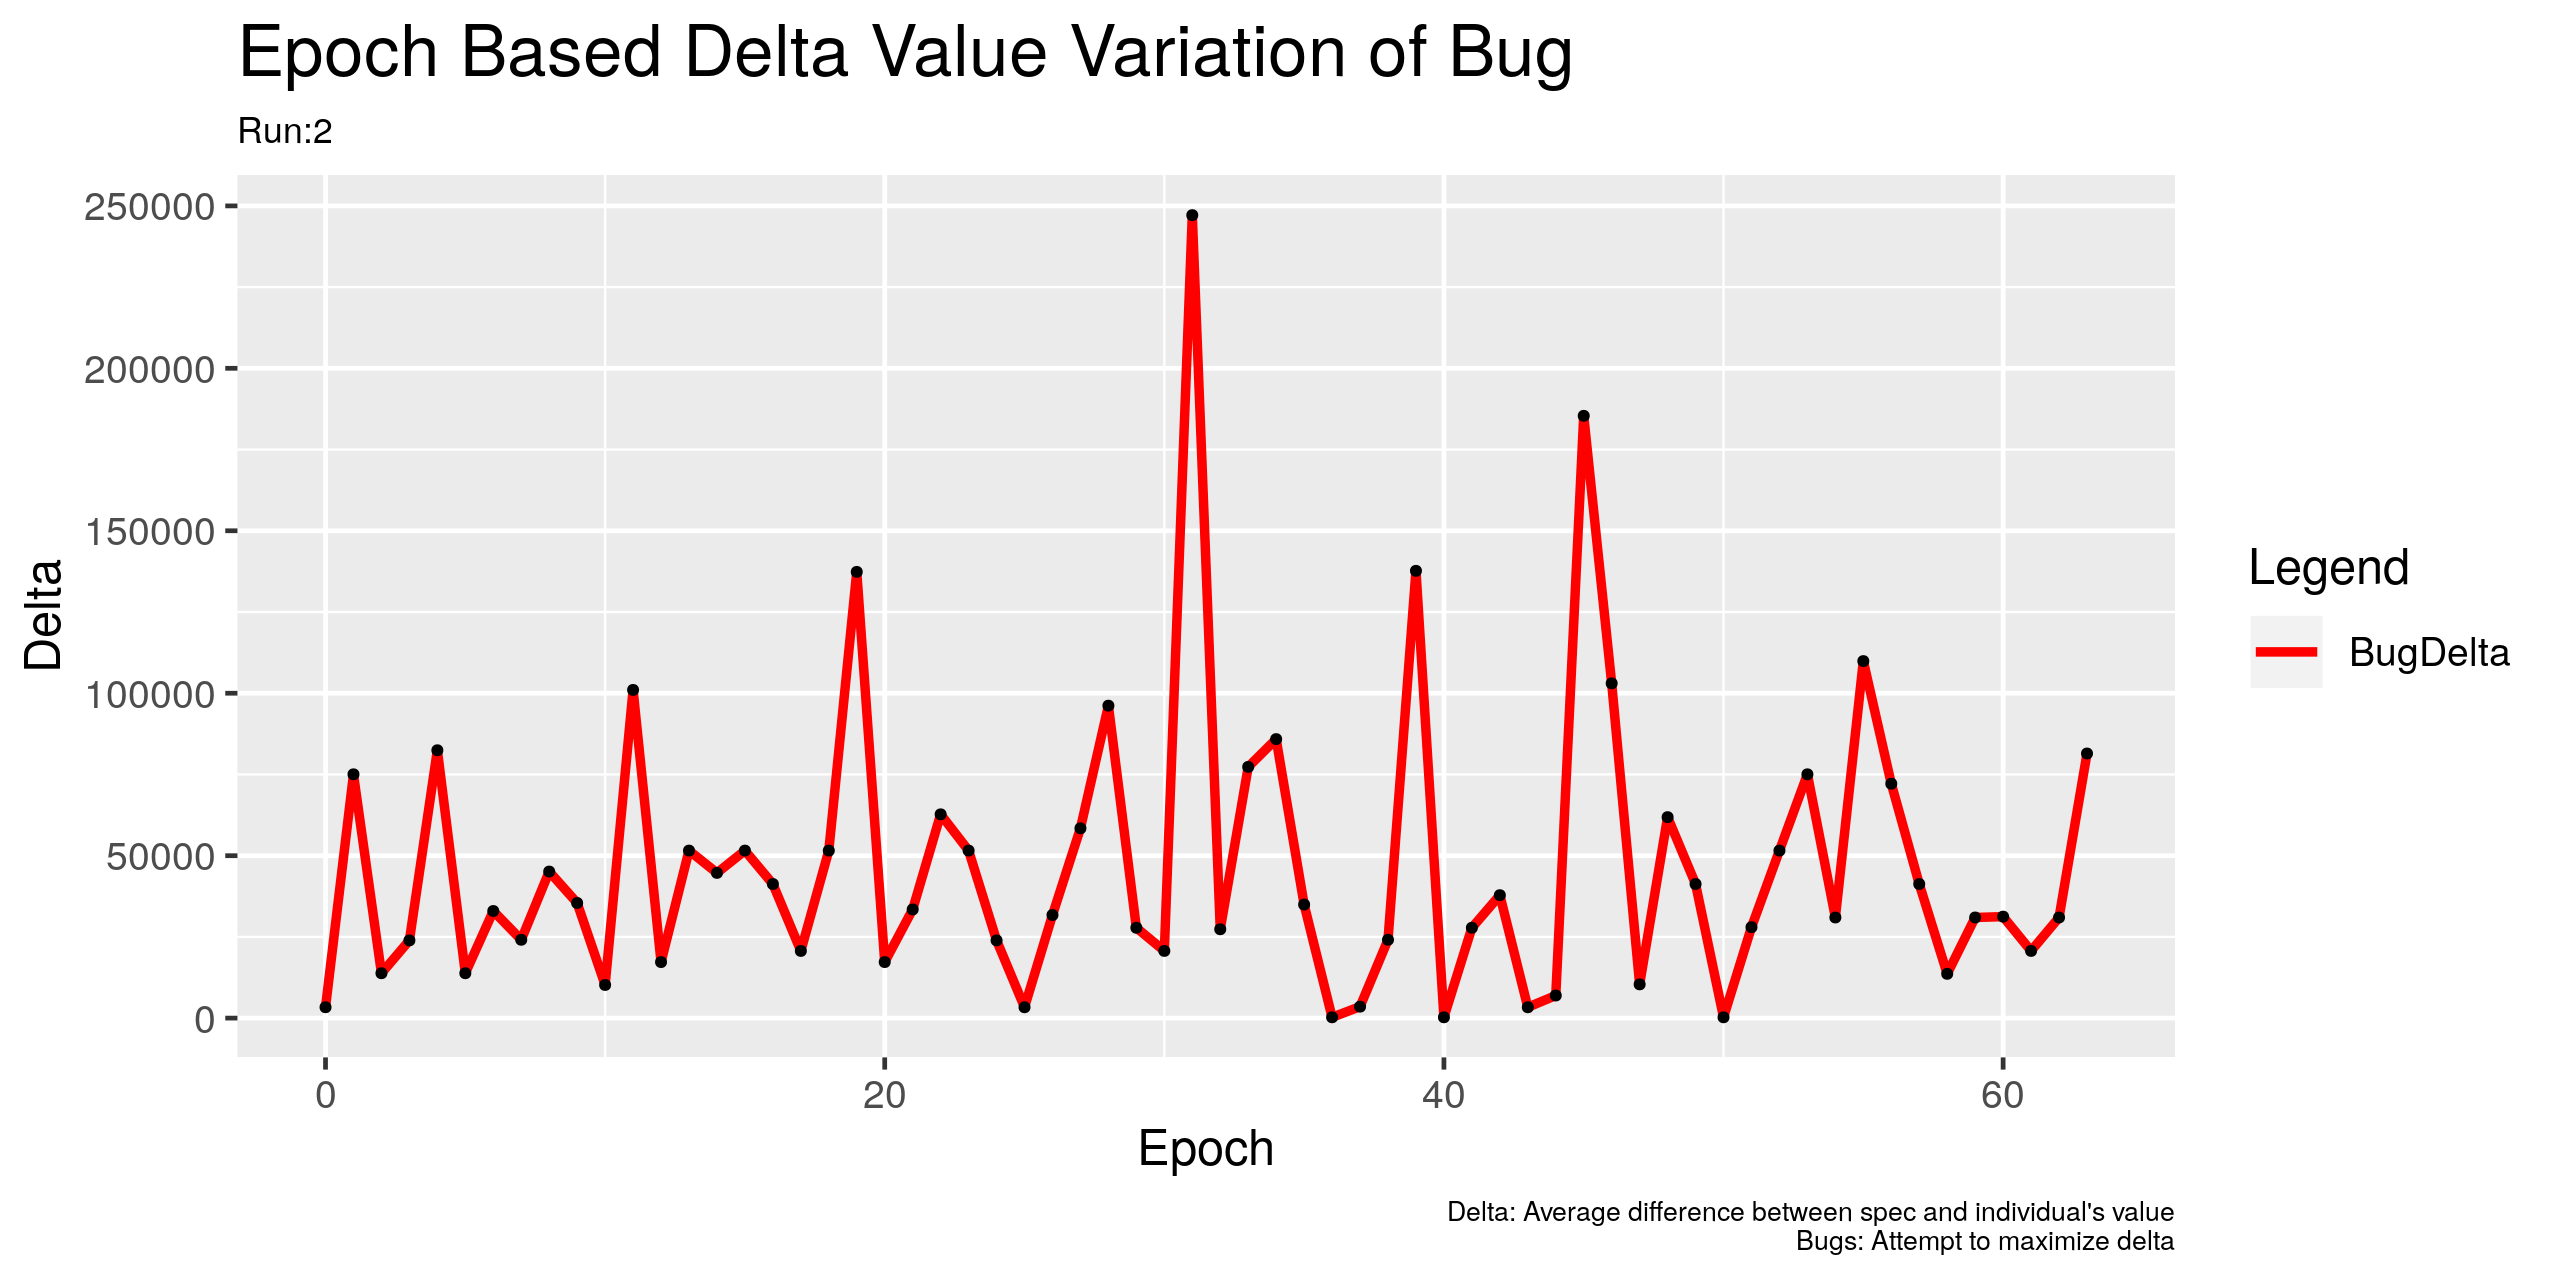 Epoch Based Delta Value Variation of Bug
Run:2
250000
200000
150000
100000
50000
0
Delta
0 20 40 60
Epoch
Legend
BugDelta
Delta: Average difference between spec and individual's value
Bugs: Attempt to maximize delta